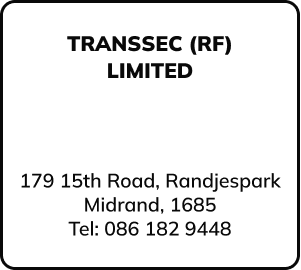 TRANSSEC (RF)
LIMITED
179 15th Road, Randjespark
Midrand, 1685
Tel: 086 182 9448